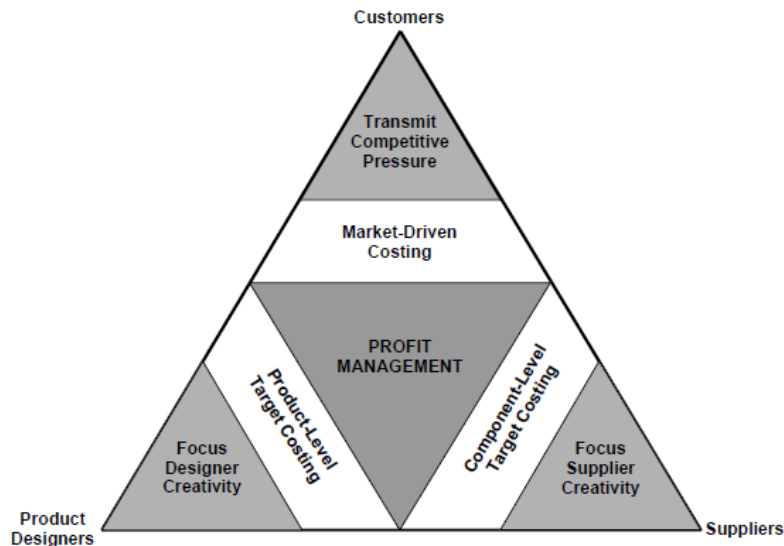 Customers
Transmit
Competitive
Pressure
Market-Driven
Costing
PROFIT
MANAGEMENT
Product-Level
Target Costing
Component-Level
Target Costing
Focus
Designer
Creativity
Focus
Supplier
Creativity
Product
Designers
Suppliers